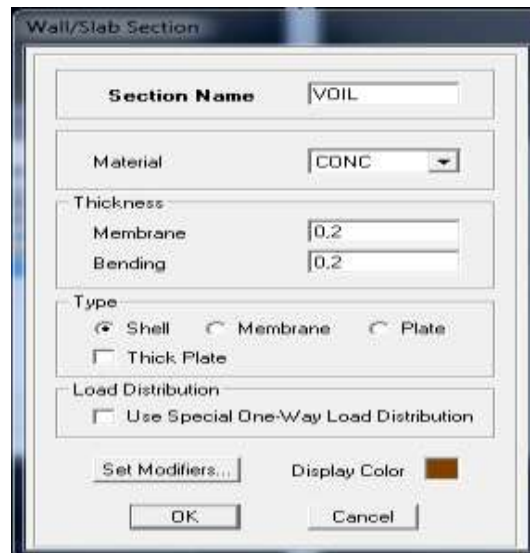 Wall/Slab Section
Section Name VOIL
Material CONC
Thickness
Membrane 0,2
Bending 0,2
Type
Shell Membrane Plate
Thick Plate
Load Distribution
Use Special One-Way Load Distribution
Set Modifiers... Display Color
OK Cancel